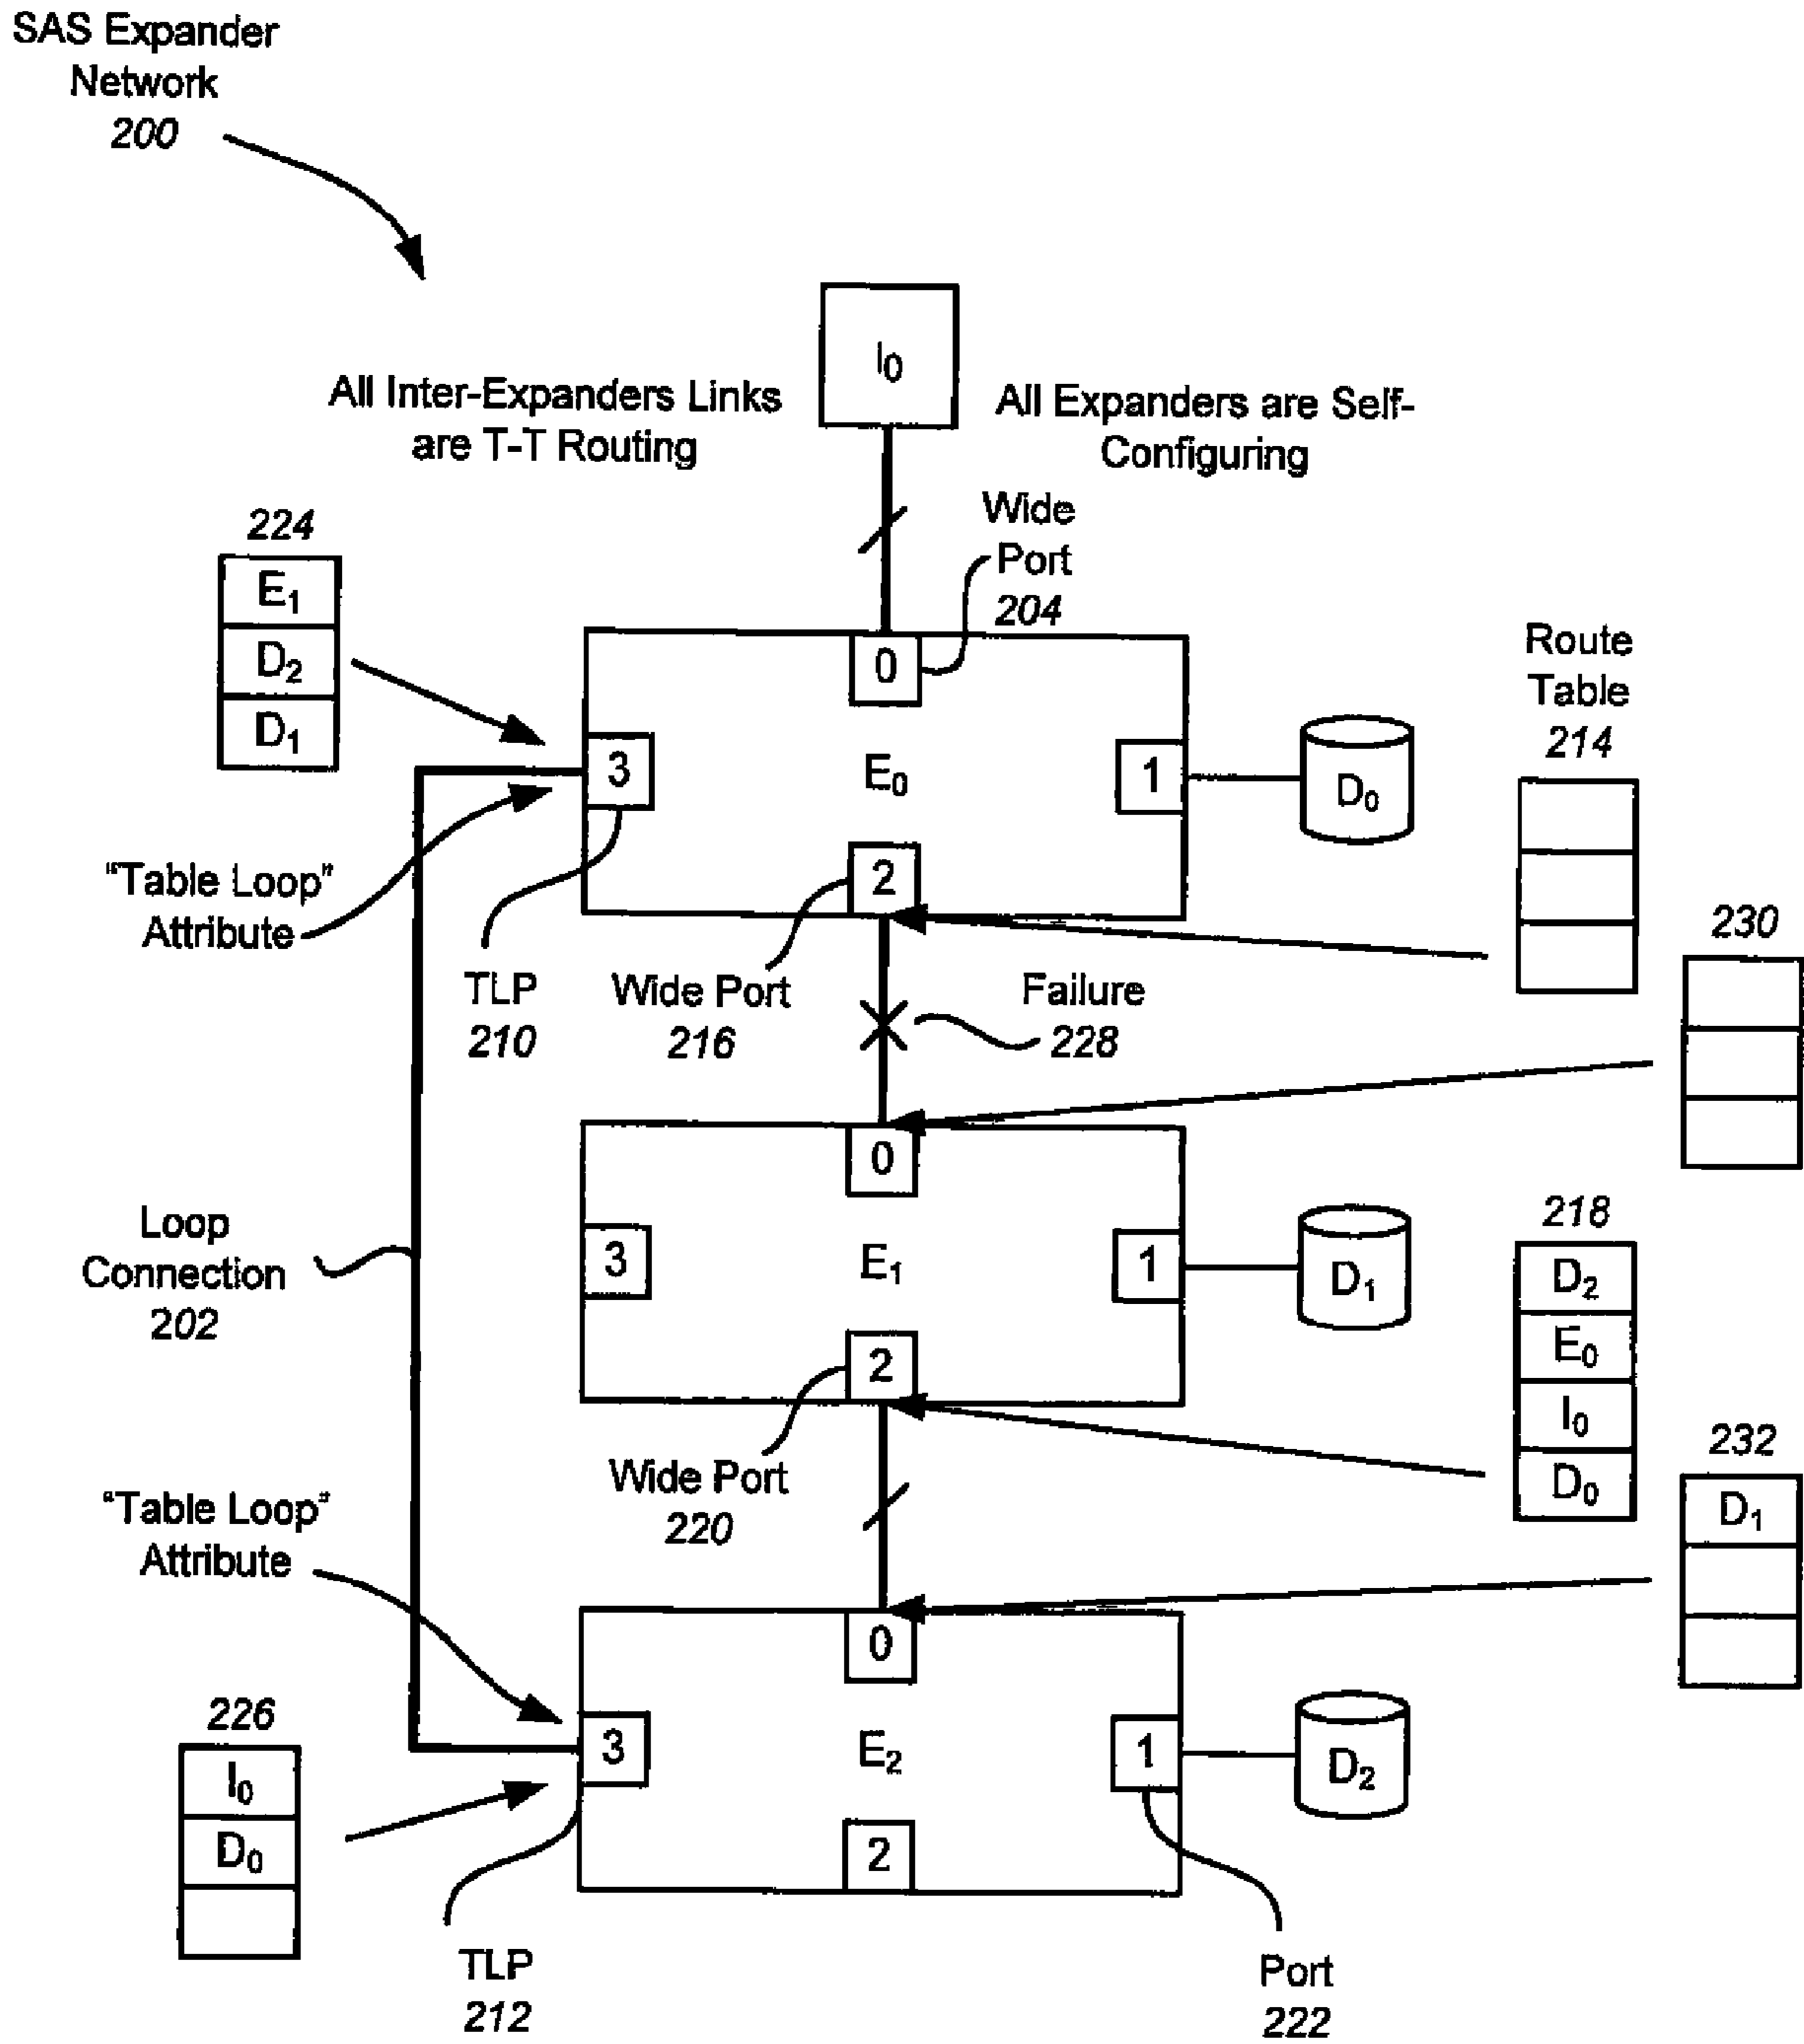 SAS Expander
Network
200
I0
All Inter-Expanders Links
are T-T Routing
All Expanders are Self-
Configuring
Wide
Port
204
224
E1
D2
D1
0
3
E0
1
2
D0
Route
Table
214
"Table Loop"
Attribute
TLP
210
Wide Port
216
Failure
228
230
0
3
E1
1
2
D1
Loop
Connection
202
218
D2
E0
I0
D0
Wide Port
220
232
D1
"Table Loop"
Attribute
0
3
E2
1
2
D2
226
I0
D0
TLP
212
Port
222